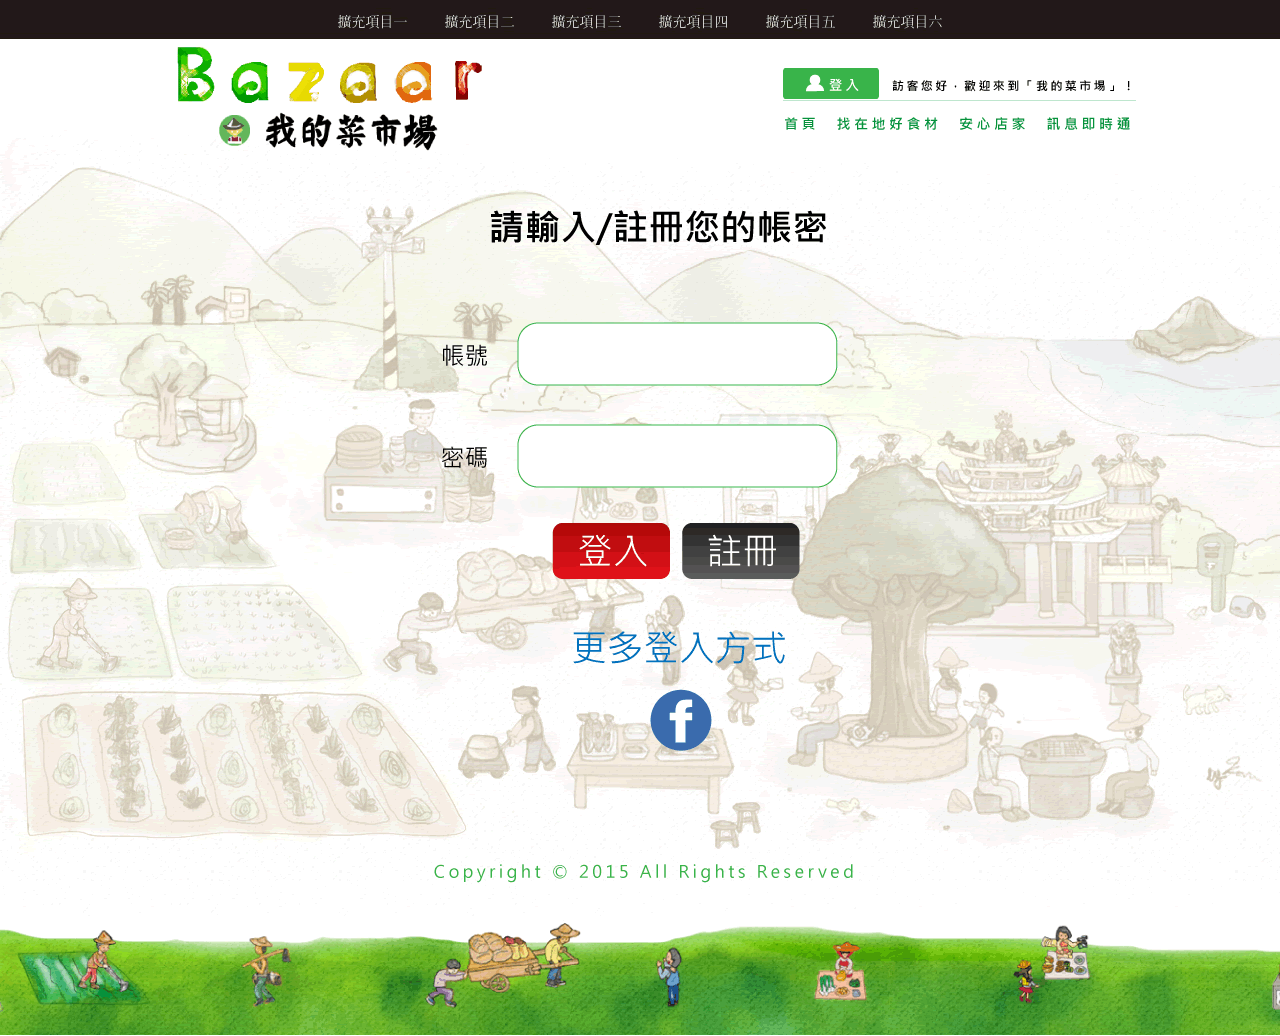 擴充項目一 擴充項目二 擴充項目三 擴充項目四 擴充項目五 擴充項目六
Bazaar
我的菜市場
登入 訪客您好，歡迎來到「我的菜市場」！
首頁 找在地好食材 安心店家 訊息即時通
請輸入/註冊您的帳密
帳號
密碼
登入 註冊
更多登入方式
f
Copyright © 2015 All Rights Reserved